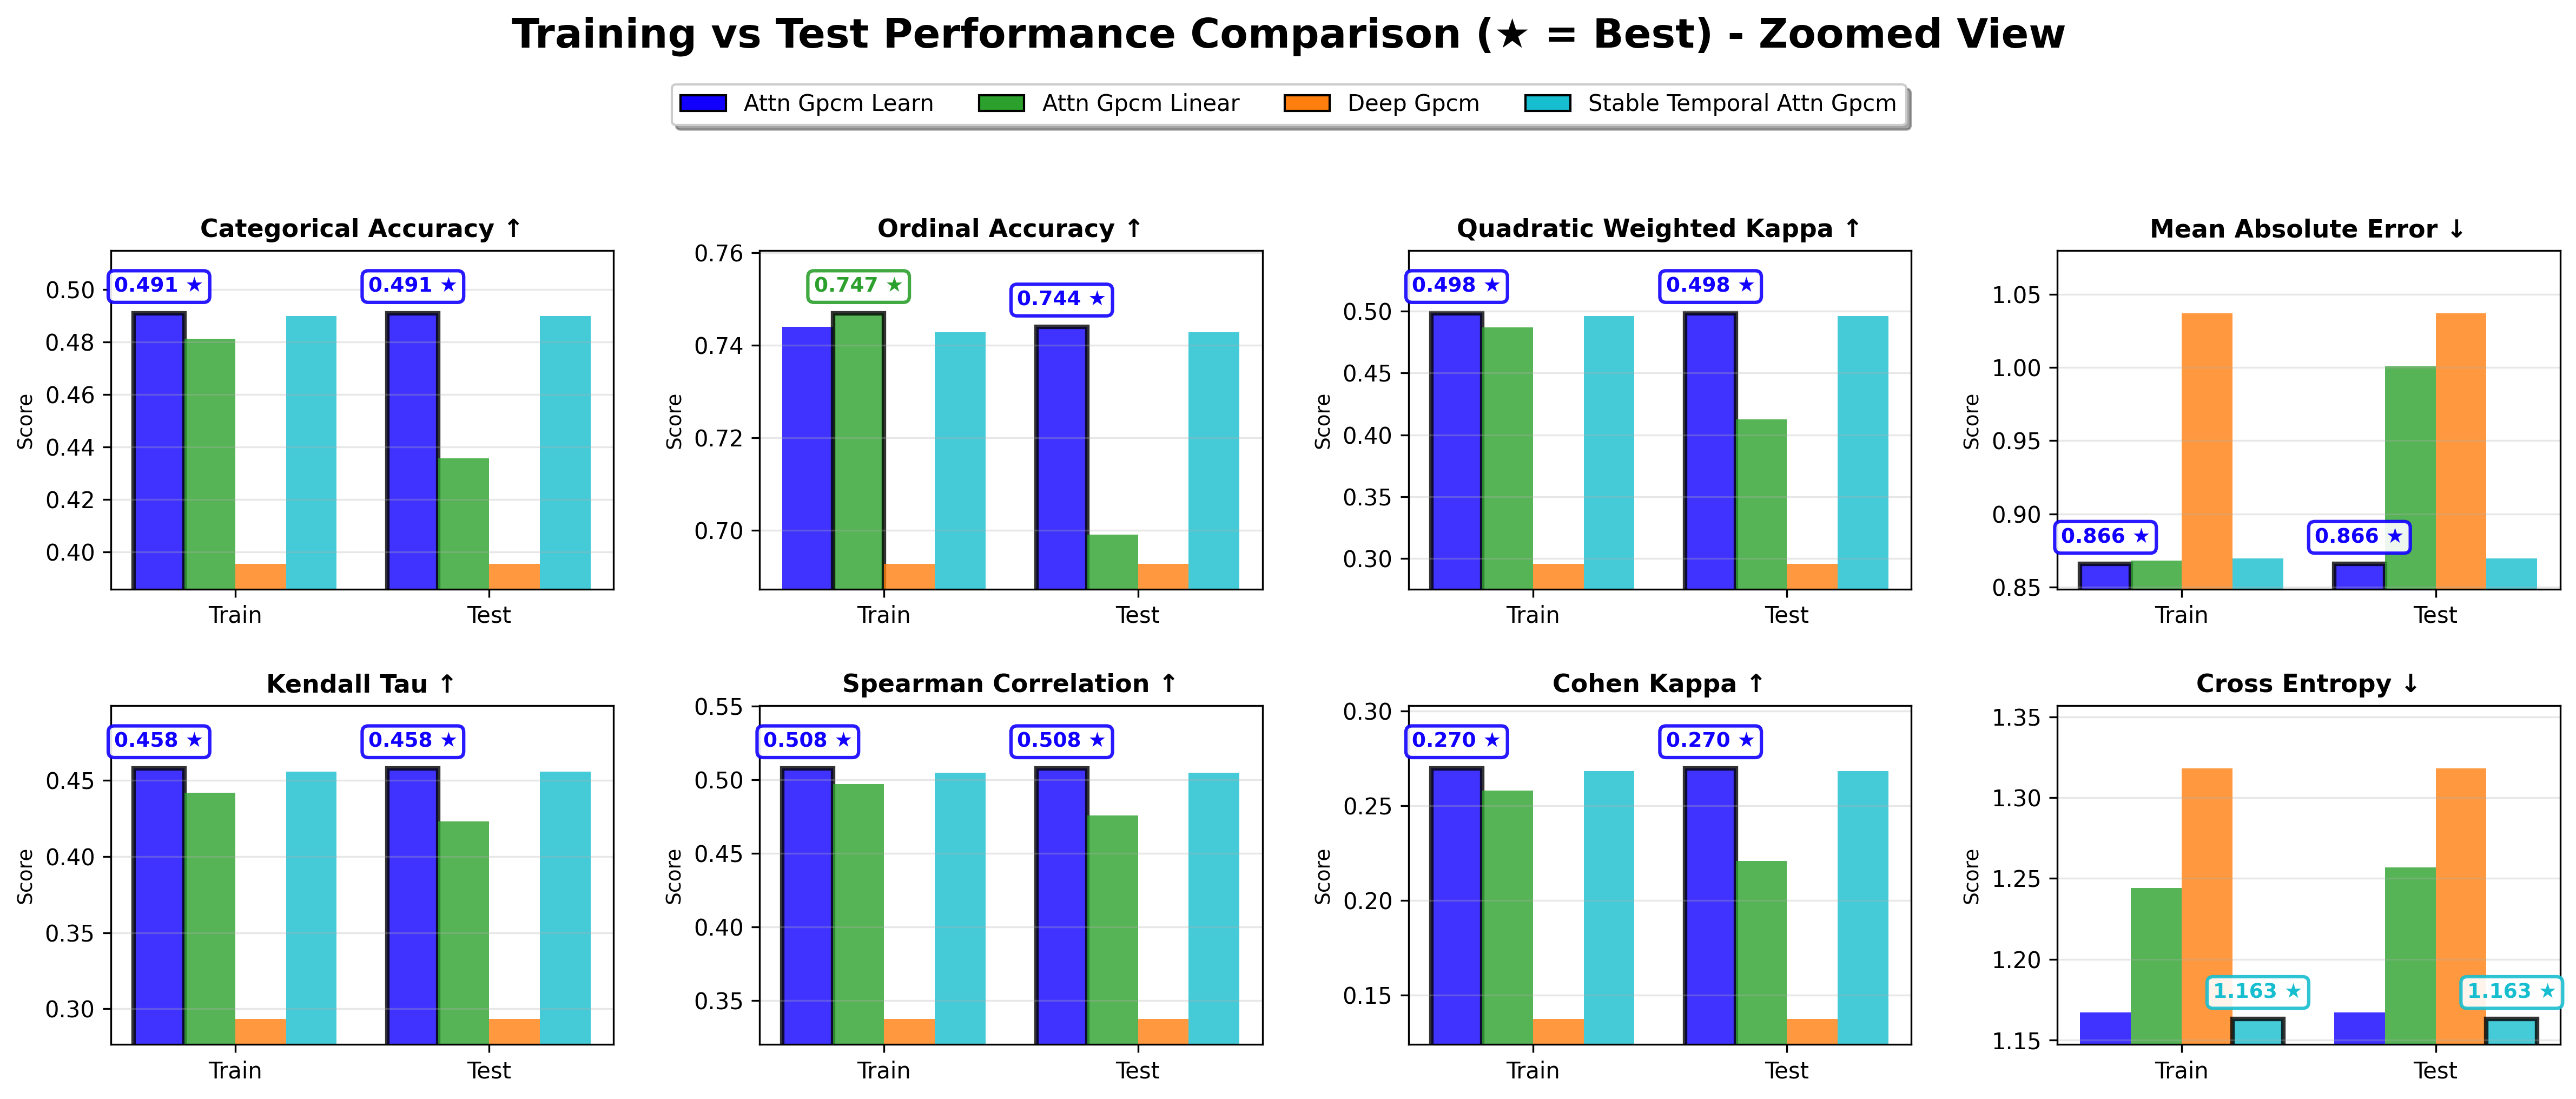 Training vs Test Performance Comparison (★ = Best) - Zoomed View
Attn Gpcm Learn
Attn Gpcm Linear
Deep Gpcm
Stable Temporal Attn Gpcm
Categorical Accuracy ↑
Score
0.50
0.48
0.46
0.44
0.42
0.40
0.491 ★
0.491 ★
Train
Test
Ordinal Accuracy ↑
Score
0.76
0.74
0.72
0.70
0.747 ★
0.744 ★
Train
Test
Quadratic Weighted Kappa ↑
Score
0.50
0.45
0.40
0.35
0.30
0.498 ★
0.498 ★
Train
Test
Mean Absolute Error ↓
Score
1.05
1.00
0.95
0.90
0.85
0.866 ★
0.866 ★
Train
Test
Kendall Tau ↑
Score
0.45
0.40
0.35
0.30
0.458 ★
0.458 ★
Train
Test
Spearman Correlation ↑
Score
0.55
0.50
0.45
0.40
0.35
0.508 ★
0.508 ★
Train
Test
Cohen Kappa ↑
Score
0.30
0.25
0.20
0.15
0.270 ★
0.270 ★
Train
Test
Cross Entropy ↓
Score
1.35
1.30
1.25
1.20
1.15
1.163 ★
1.163 ★
Train
Test